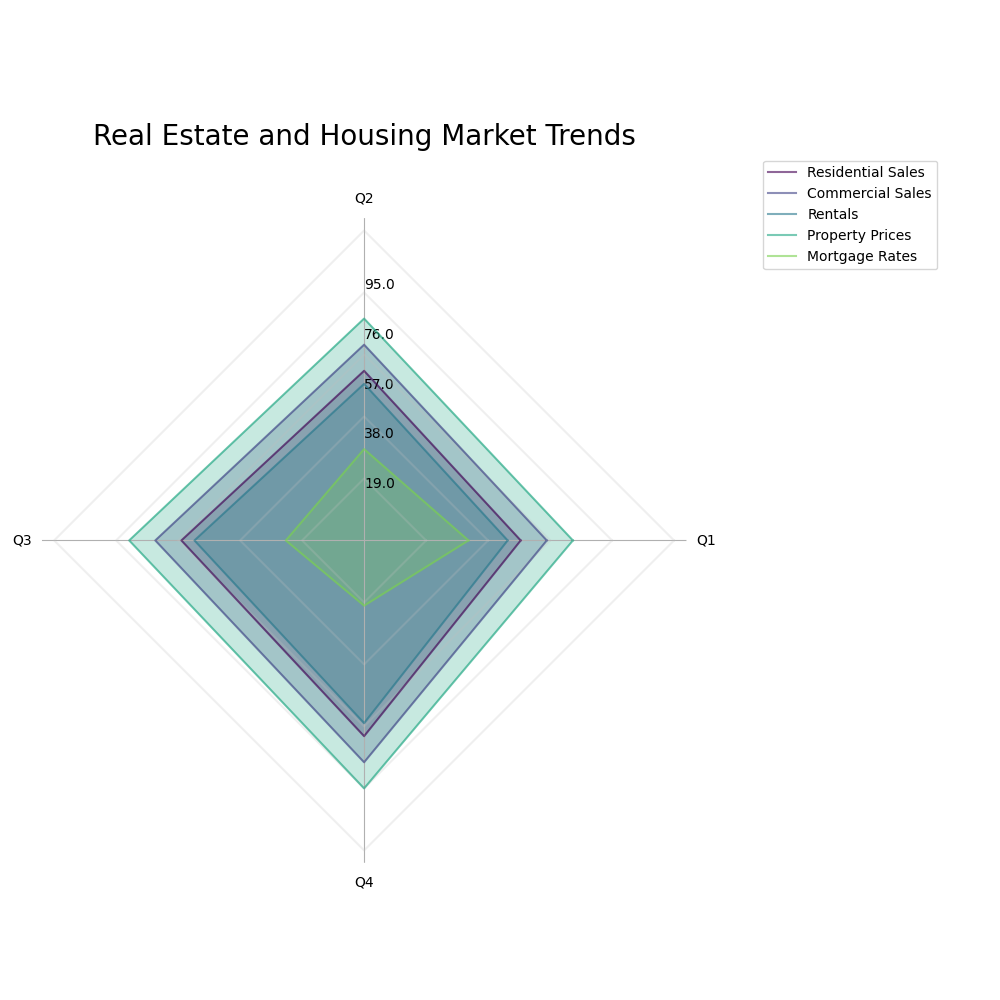 Real Estate and Housing Market Trends
Residential Sales
Commercial Sales
Rentals
Property Prices
Mortgage Rates
Q2
95.0
76.0
57.0
38.0
19.0
Q3
Q1
Q4